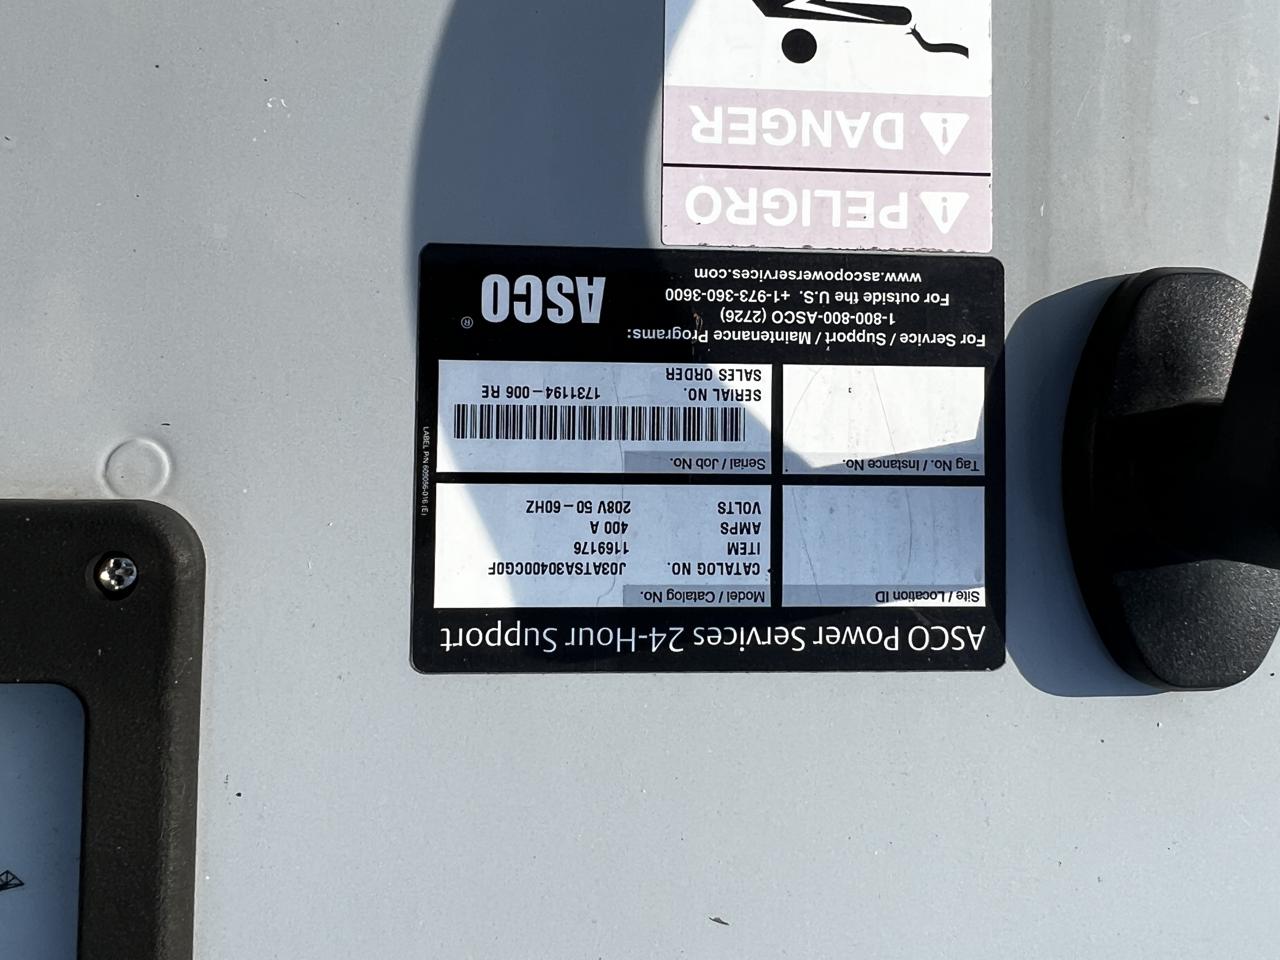 ASCO Power Services 24-Hour Support
Site / Location ID
Model / Catalog No.
CATALOG NO. J03ATSA30400CG0F
ITEM 1169176
AMPS 400 A
VOLTS 208V 50-60HZ
Tag No. / Instance No.
Serial / Job No.
SERIAL NO. 1731194-006 RE
SALES ORDER
LABEL P/N 609086-016 (E)
For Service / Support / Maintenance Programs:
1-800-800-ASCO (2726)
For outside the U.S. +1-973-360-3600
www.ascopowerservices.com
ASCO®
PELIGRO
DANGER